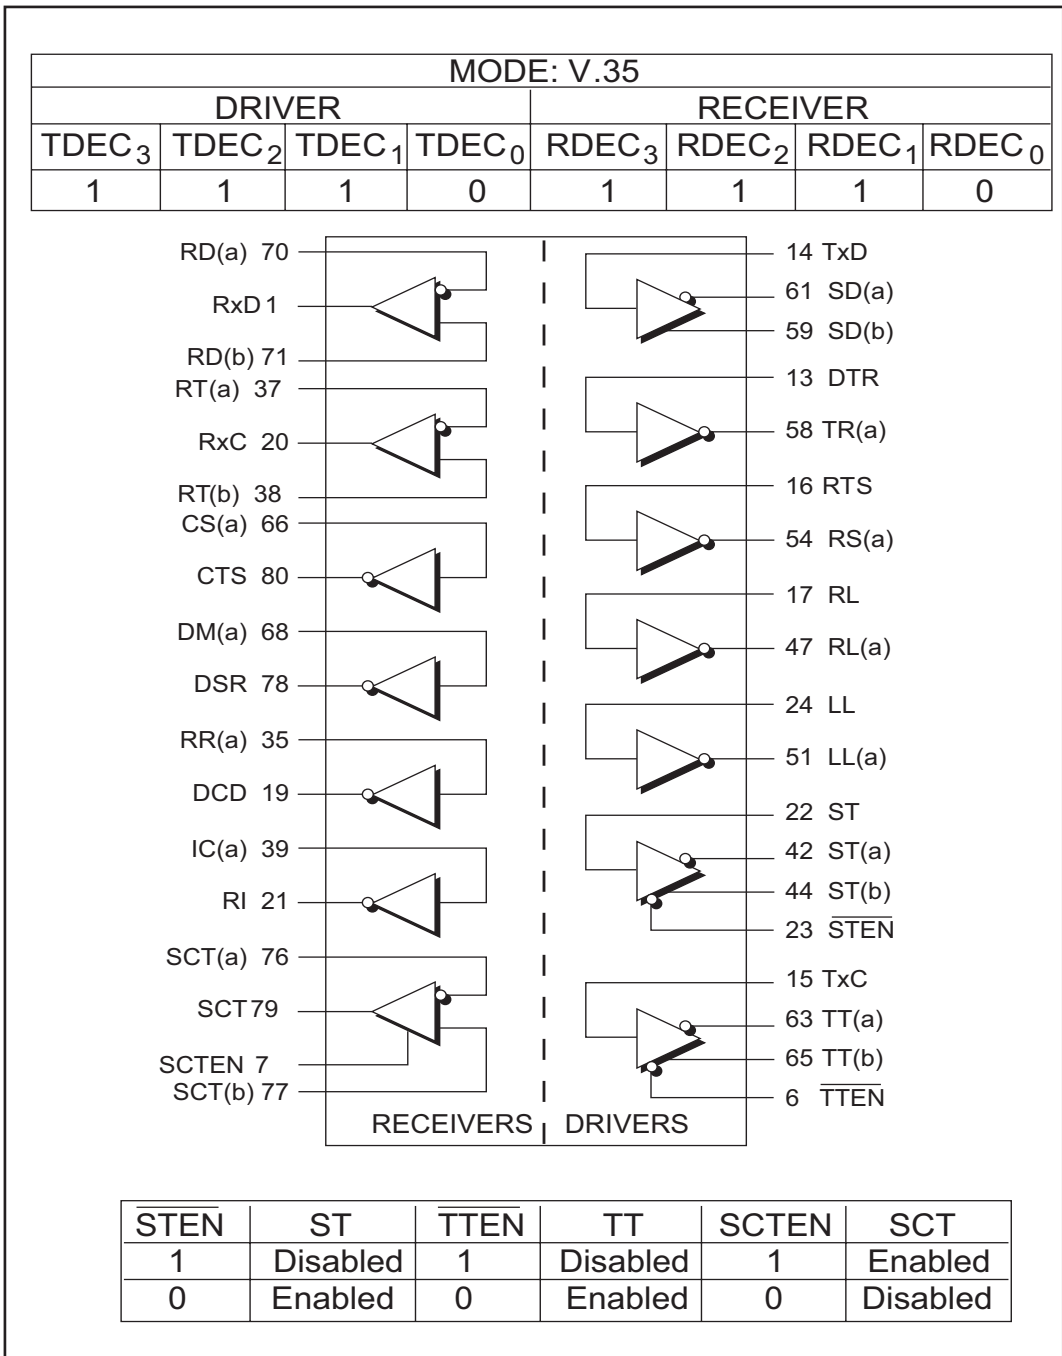 MODE: V.35
DRIVER RECEIVER
TDEC3 TDEC2 TDEC1 TDEC0 RDEC3 RDEC2 RDEC1 RDEC0
1 1 1 0 1 1 1 0
RD(a) 70
RxD 1
RD(b) 71
RT(a) 37
RxC 20
RT(b) 38
CS(a) 66
CTS 80
DM(a) 68
DSR 78
RR(a) 35
DCD 19
IC(a) 39
RI 21
SCT(a) 76
SCT 79
SCTEN 7
SCT(b) 77
14 TxD
61 SD(a)
59 SD(b)
13 DTR
58 TR(a)
16 RTS
54 RS(a)
17 RL
47 RL(a)
24 LL
51 LL(a)
22 ST
42 ST(a)
44 ST(b)
23 S̅T̅E̅N̅
15 TxC
63 TT(a)
65 TT(b)
6 T̅T̅E̅N̅
RECEIVERS DRIVERS
S̅T̅E̅N̅ ST T̅T̅E̅N̅ TT SCTEN SCT
1 Disabled 1 Disabled 1 Enabled
0 Enabled 0 Enabled 0 Disabled